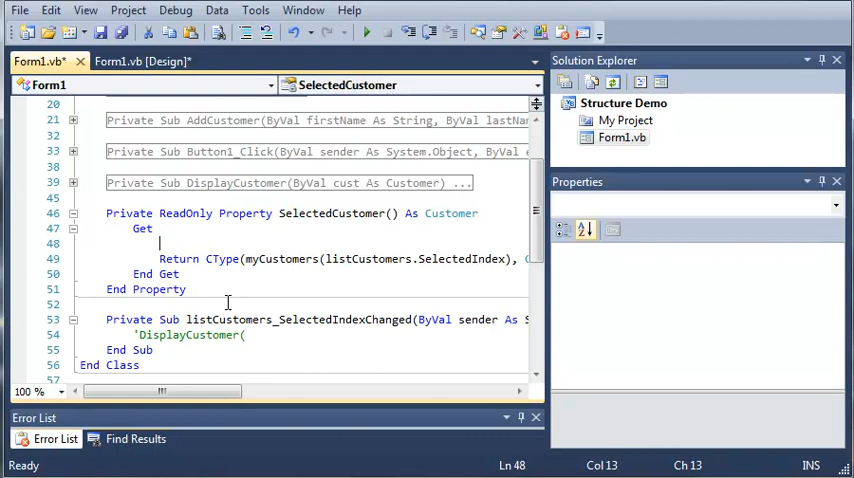 File Edit View Project Debug Data Tools Window Help
Form1.vb* Form1.vb [Design]*
Form1 SelectedCustomer
20
21 Private Sub AddCustomer(ByVal firstName As String, ByVal lastNam
32
33 Private Sub Button1_Click(ByVal sender As System.Object, ByVal e
38
39 Private Sub DisplayCustomer(ByVal cust As Customer) ...
45
46 Private ReadOnly Property SelectedCustomer() As Customer
47 Get
48
49 Return CType(myCustomers(listCustomers.SelectedIndex), C
50 End Get
51 End Property
52
53 Private Sub listCustomers_SelectedIndexChanged(ByVal sender As S
54 'DisplayCustomer(
55 End Sub
56 End Class
57
100 %
Solution Explorer
Structure Demo
My Project
Form1.vb
Properties
Error List
Error List Find Results
Ready Ln 48 Col 13 Ch 13 INS